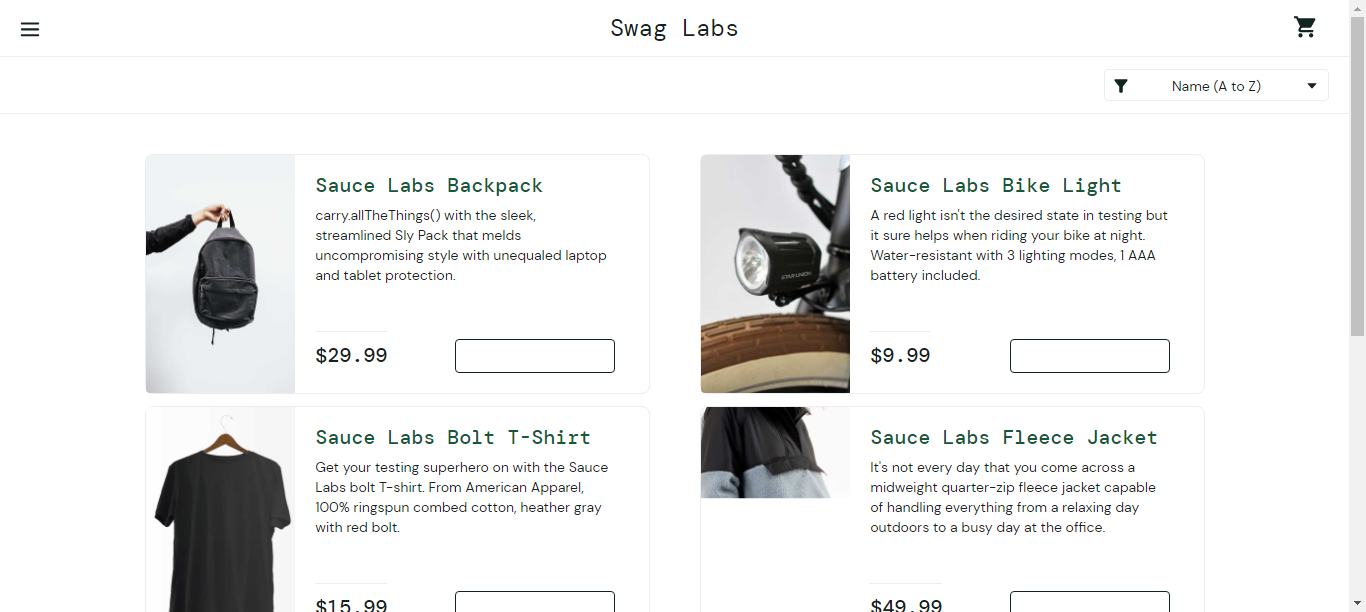 Swag Labs
Name (A to Z)
Sauce Labs Backpack
carry.allTheThings() with the sleek,
streamlined Sly Pack that melds
uncompromising style with unequaled laptop
and tablet protection.
$29.99
Sauce Labs Bike Light
A red light isn't the desired state in testing but
it sure helps when riding your bike at night.
Water-resistant with 3 lighting modes, 1 AAA
battery included.
$9.99
STAR UNION
Sauce Labs Bolt T-Shirt
Get your testing superhero on with the Sauce
Labs bolt T-shirt. From American Apparel,
100% ringspun combed cotton, heather gray
with red bolt.
$15.99
Sauce Labs Fleece Jacket
It's not every day that you come across a
midweight quarter-zip fleece jacket capable
of handling everything from a relaxing day
outdoors to a busy day at the office.
$49.99